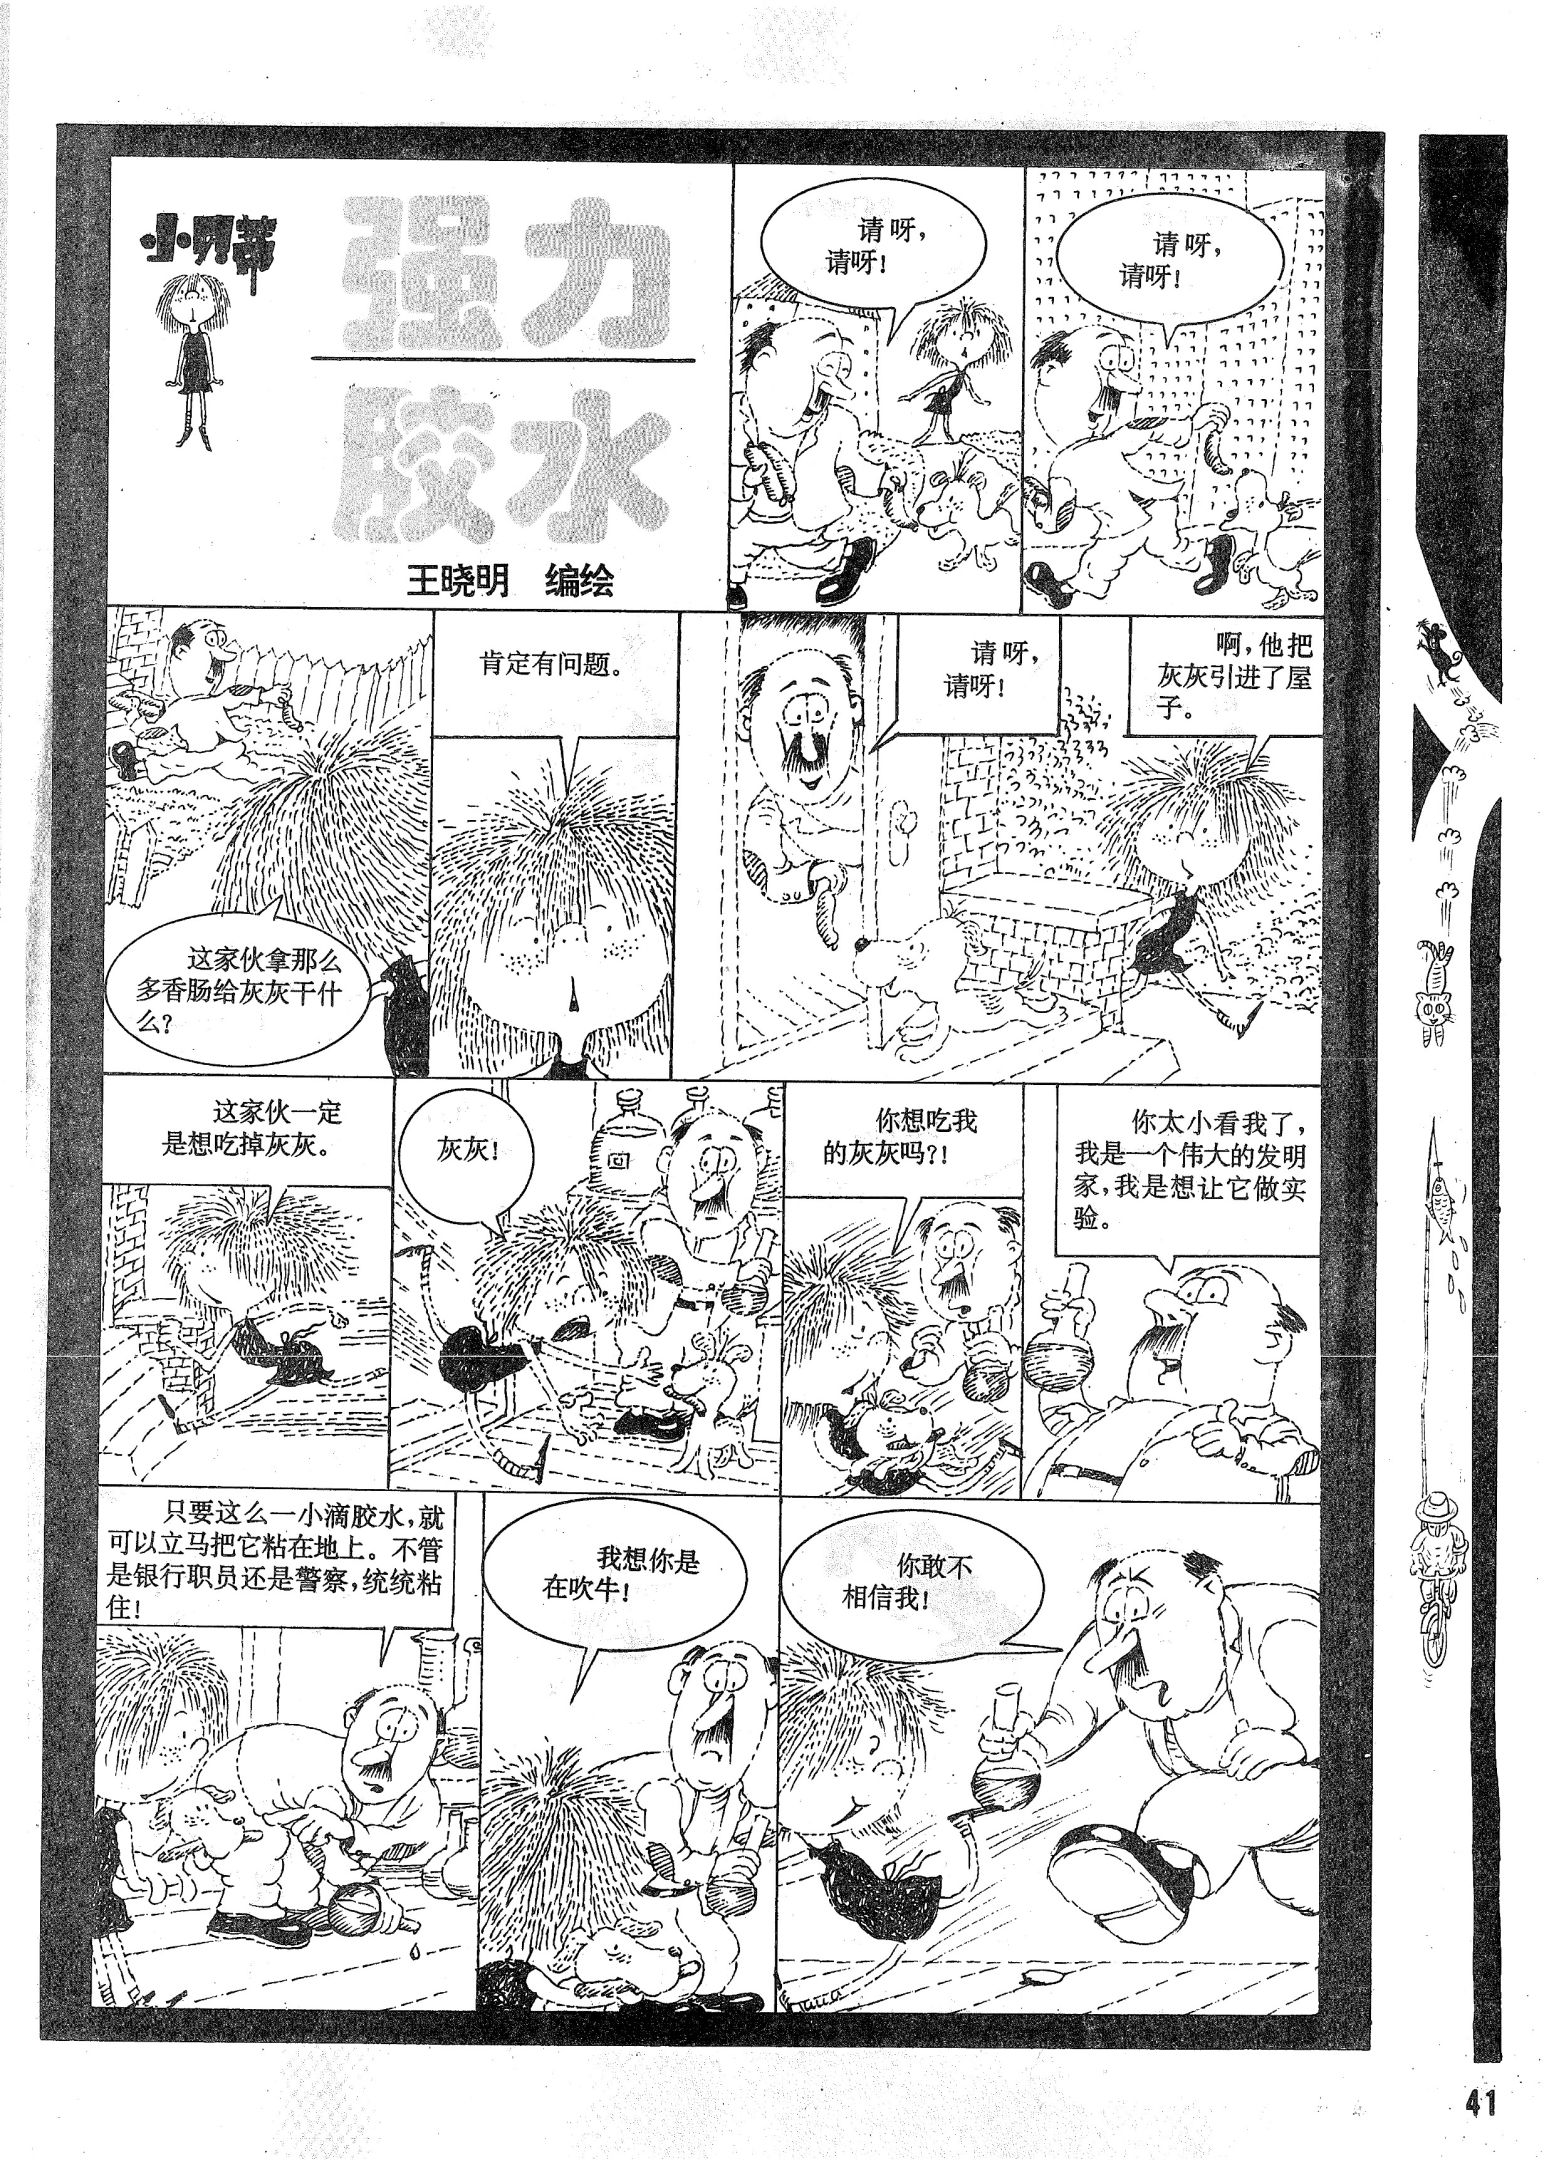 小明蒂
强力
胶水
王晓明 编绘
请呀，
请呀！
请呀，
请呀！
这家伙拿那么
多香肠给灰灰干什
么？
肯定有问题。
请呀，
请呀！
啊，他把
灰灰引进了屋
子。
这家伙一定
是想吃掉灰灰。
灰灰！
你想吃我
的灰灰吗？！
你太小看我了，
我是一个伟大的发明
家，我是想让它做实
验。
只要这么一小滴胶水，就
可以立马把它粘在地上。不管
是银行职员还是警察，统统粘
住！
我想你是
在吹牛！
你敢不
相信我！
41